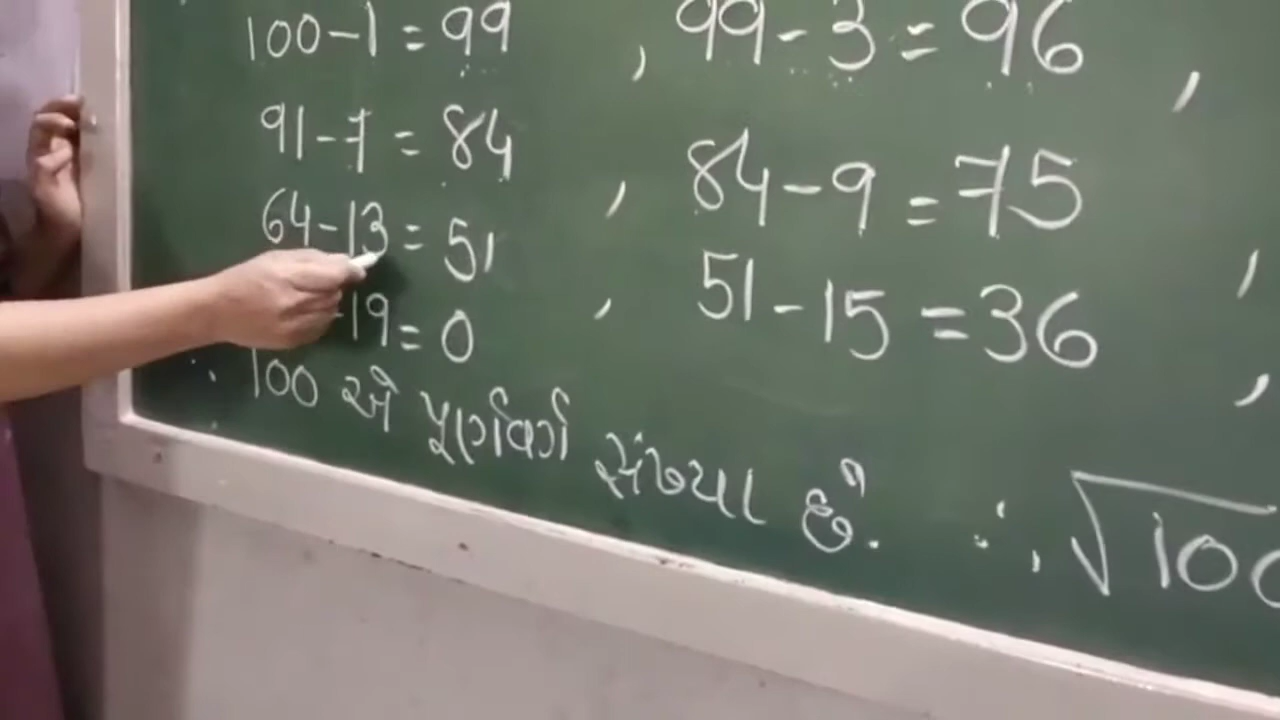 100-1=99 , 99-3=96 ,
91-7=84 , 84-9=75 ,
64-13=51 , 51-15=36 ,
-19=0
∴ 100 એ પૂર્ણવર્ગ સંખ્યા છે. ∴, √100